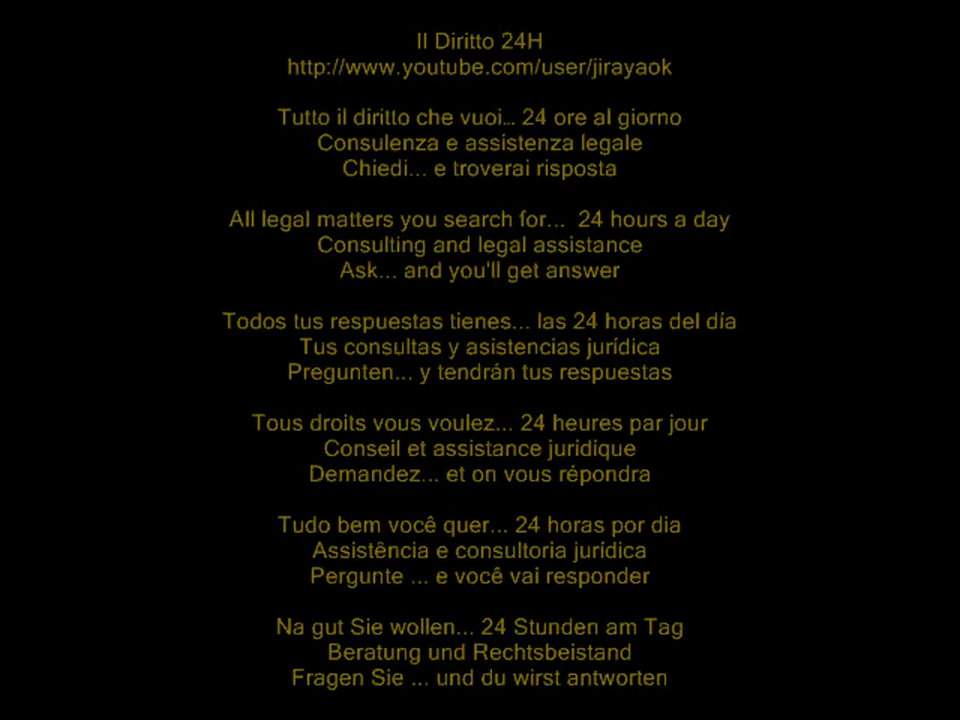 Il Diritto 24H
http://www.youtube.com/user/jirayaok
Tutto il diritto che vuoi... 24 ore al giorno
Consulenza e assistenza legale
Chiedi... e troverai risposta
All legal matters you search for...  24 hours a day
Consulting and legal assistance
Ask... and you'll get answer
Todos tus respuestas tienes... las 24 horas del día
Tus consultas y asistencias jurídica
Pregunten... y tendrán tus respuestas
Tous droits vous voulez... 24 heures par jour
Conseil et assistance juridique
Demandez... et on vous répondra
Tudo bem você quer... 24 horas por dia
Assistência e consultoria jurídica
Pergunte ... e você vai responder
Na gut Sie wollen... 24 Stunden am Tag
Beratung und Rechtsbeistand
Fragen Sie ... und du wirst antworten